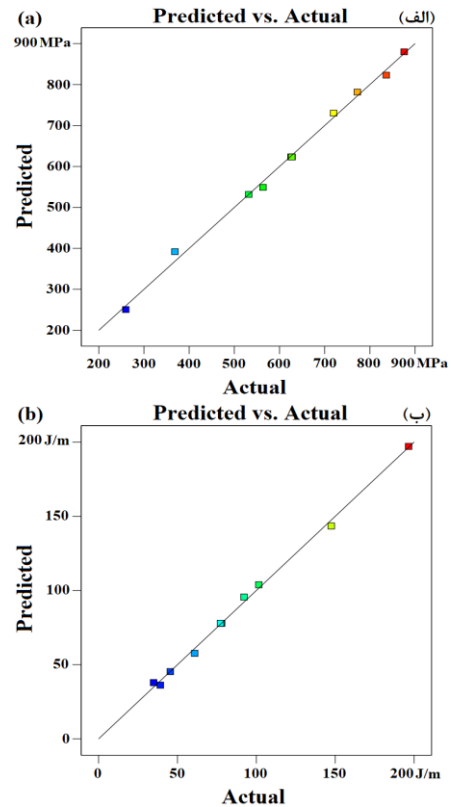 (a) Predicted vs. Actual (الف)
900 MPa
800
700
600
500
400
300
200
Predicted
200 300 400 500 600 700 800 900 MPa
Actual
(b) Predicted vs. Actual (ب)
200 J/m
150
100
50
0
Predicted
0 50 100 150 200 J/m
Actual